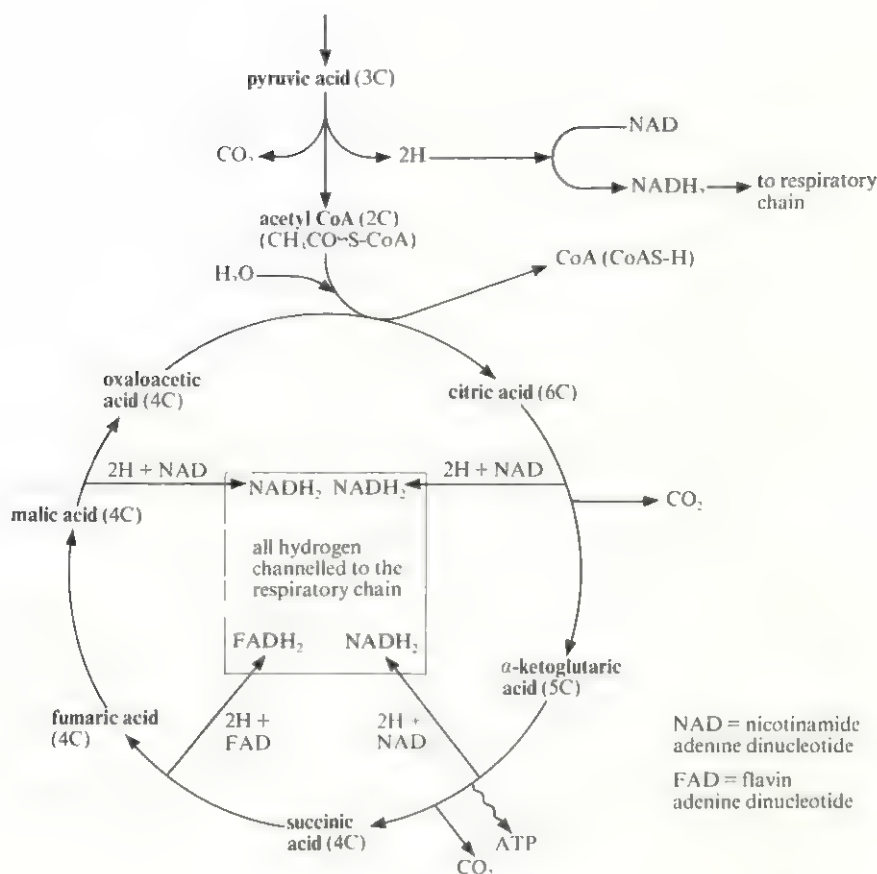 pyruvic acid (3C)
NAD
CO₂
2H
NADH₂
to respiratory
chain
acetyl CoA (2C)
(CH₃CO~S-CoA)
CoA (CoAS-H)
H₂O
oxaloacetic
acid (4C)
citric acid (6C)
2H + NAD
2H + NAD
NADH₂ NADH₂
CO₂
malic acid (4C)
all hydrogen
channelled to the
respiratory chain
FADH₂
NADH₂
α-ketoglutaric
acid (5C)
fumaric acid
(4C)
2H +
FAD
2H +
NAD
NAD = nicotinamide
adenine dinucleotide
FAD = flavin
adenine dinucleotide
succinic
acid (4C)
ATP
CO₂